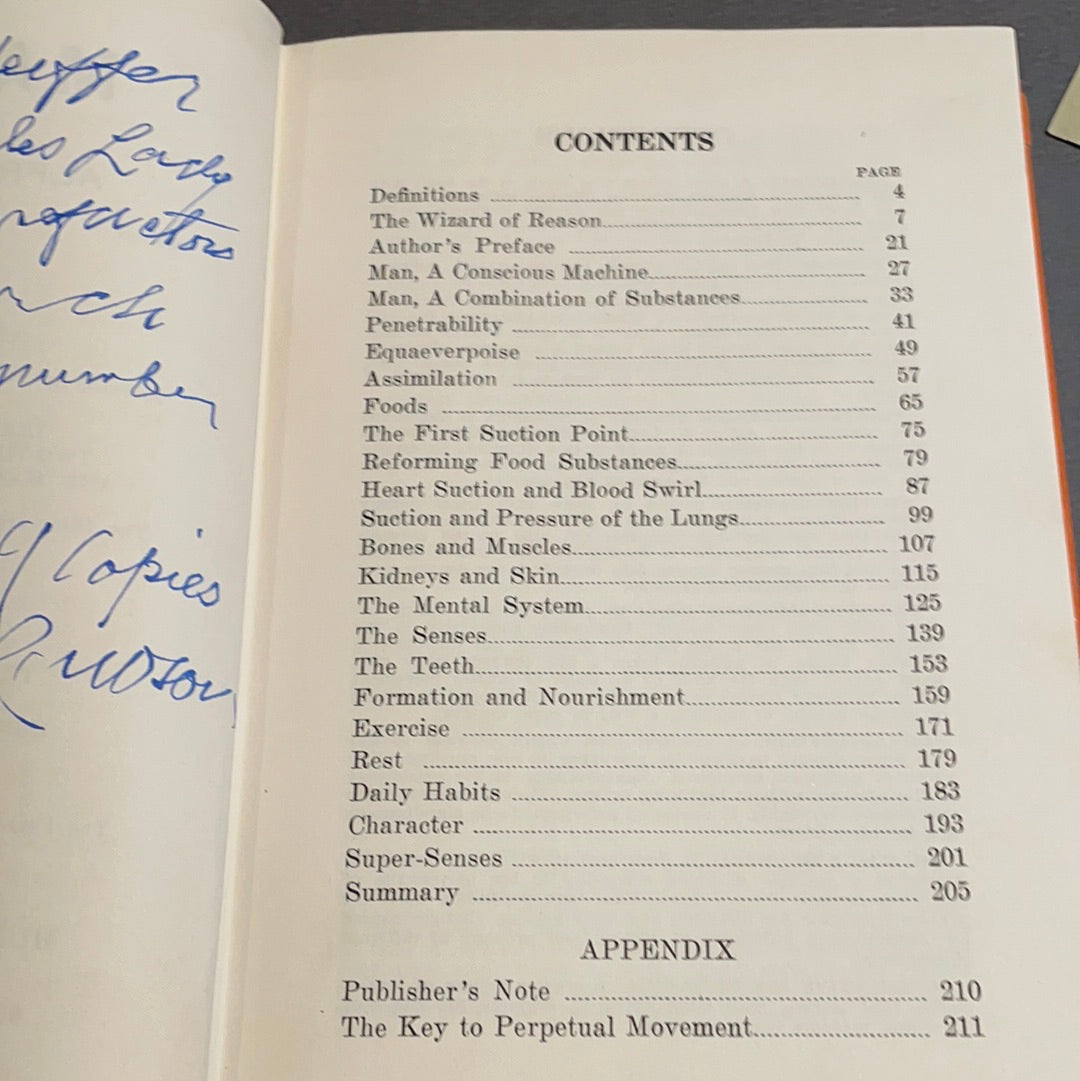 les Lady
number
Copies
CONTENTS
PAGE
Definitions 4
The Wizard of Reason 7
Author's Preface 21
Man, A Conscious Machine 27
Man, A Combination of Substances 33
Penetrability 41
Equaeverpoise 49
Assimilation 57
Foods 65
The First Suction Point 75
Reforming Food Substances 79
Heart Suction and Blood Swirl 87
Suction and Pressure of the Lungs 99
Bones and Muscles 107
Kidneys and Skin 115
The Mental System 125
The Senses 139
The Teeth 153
Formation and Nourishment 159
Exercise 171
Rest 179
Daily Habits 183
Character 193
Super-Senses 201
Summary 205
APPENDIX
Publisher's Note 210
The Key to Perpetual Movement 211